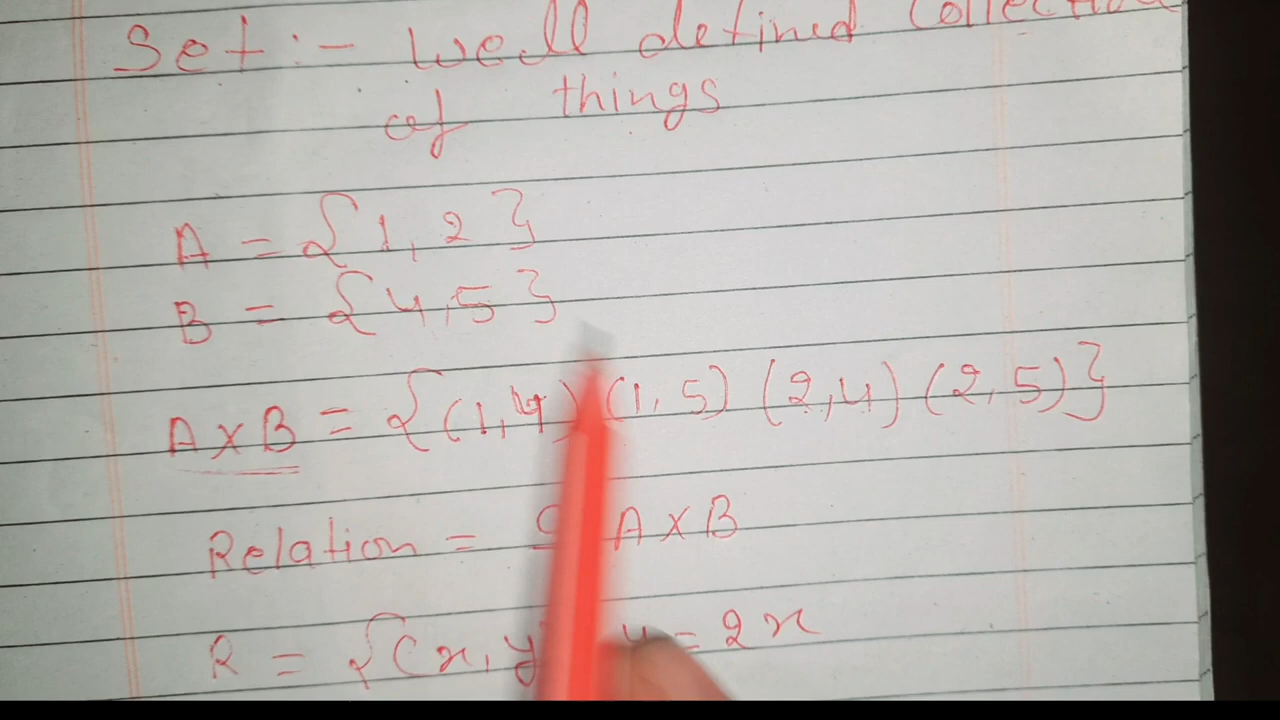 Set :- well defined collection
of things
A = {1, 2}
B = {4, 5}
A x B = {(1, 4) (1, 5) (2, 4) (2, 5)}
Relation = A x B
R = {(x, y) y = 2x